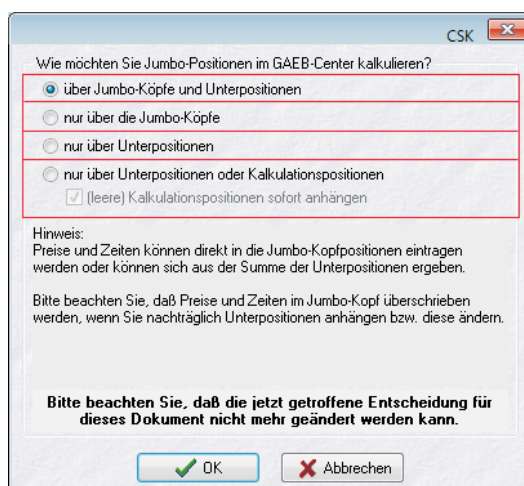 CSK
Wie möchten Sie Jumbo-Positionen im GAEB-Center kalkulieren?
über Jumbo-Köpfe und Unterpositionen
nur über die Jumbo-Köpfe
nur über Unterpositionen
nur über Unterpositionen oder Kalkulationspositionen
(leere) Kalkulationspositionen sofort anhängen
Hinweis:
Preise und Zeiten können direkt in die Jumbo-Kopfpositionen eintragen
werden oder können sich aus der Summe der Unterpositionen ergeben.
Bitte beachten Sie, daß Preise und Zeiten im Jumbo-Kopf überschrieben
werden, wenn Sie nachträglich Unterpositionen anhängen bzw. diese ändern.
Bitte beachten Sie, daß die jetzt getroffene Entscheidung für
dieses Dokument nicht mehr geändert werden kann.
OK
Abbrechen